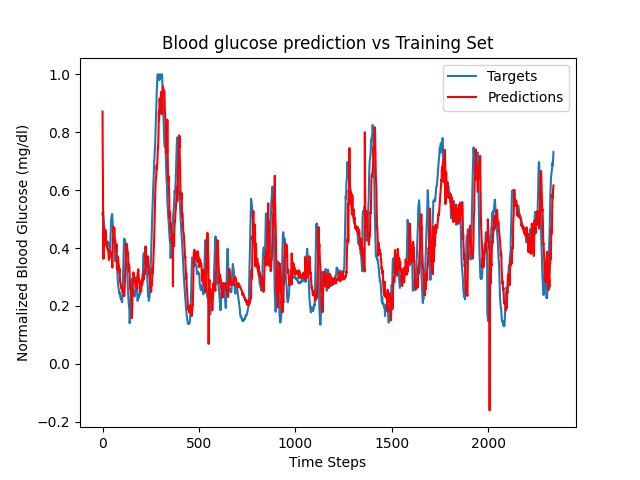 Blood glucose prediction vs Training Set
Targets
Predictions
Normalized Blood Glucose (mg/dl)
1.0
0.8
0.6
0.4
0.2
0.0
−0.2
0
500
1000
1500
2000
Time Steps